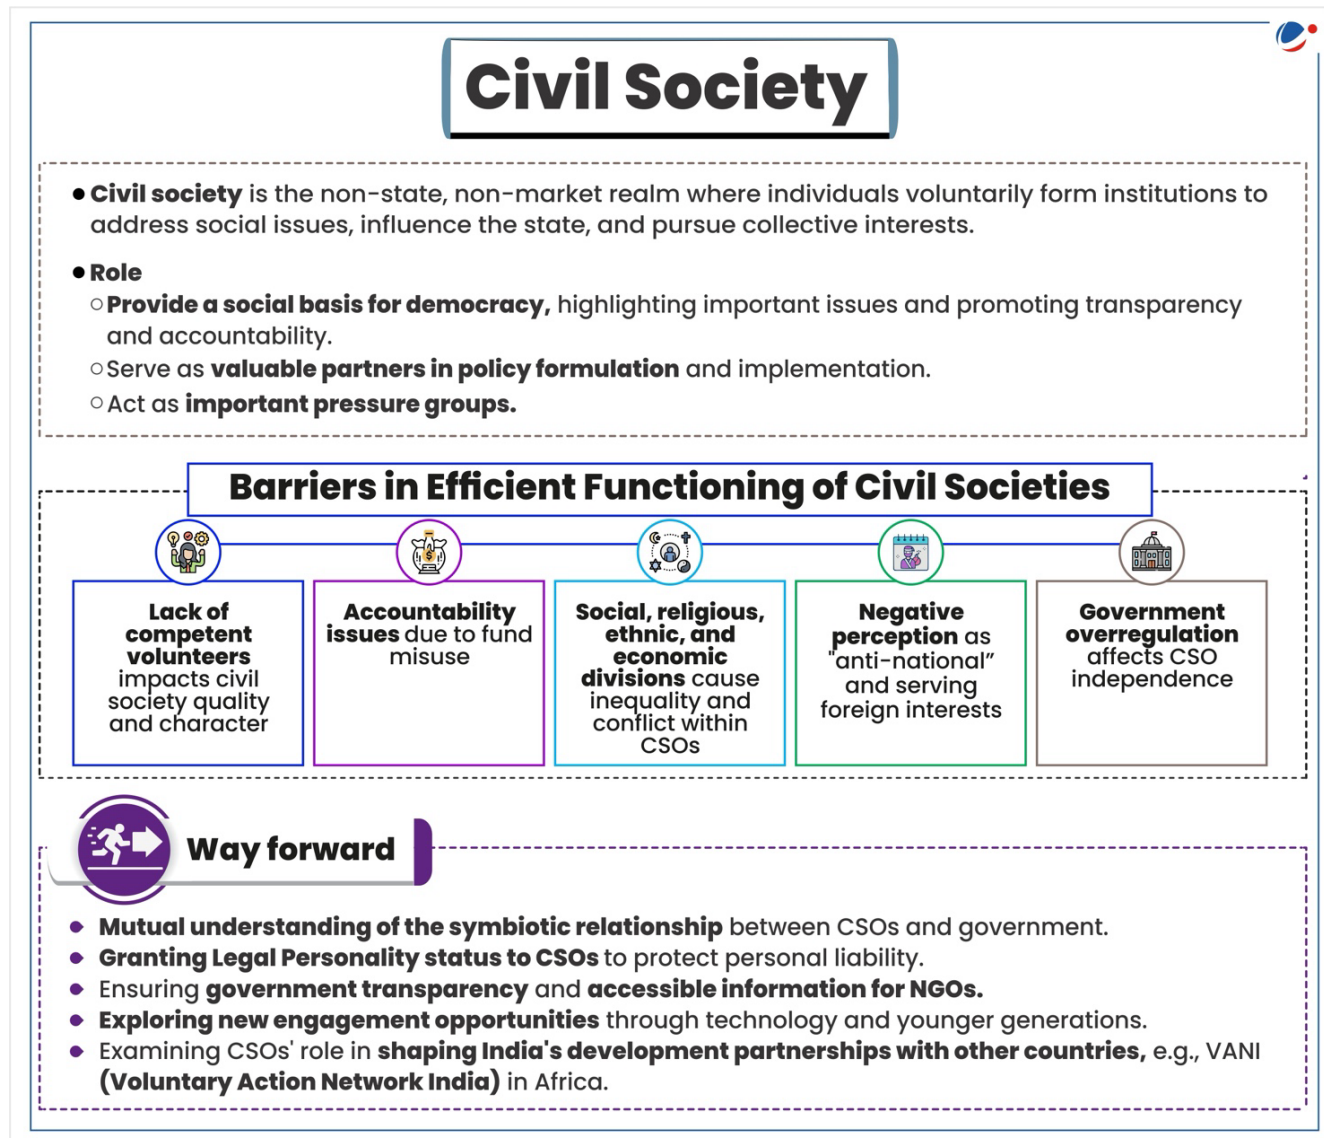 Civil Society
● Civil society is the non-state, non-market realm where individuals voluntarily form institutions to
address social issues, influence the state, and pursue collective interests.
● Role
○ Provide a social basis for democracy, highlighting important issues and promoting transparency
and accountability.
○ Serve as valuable partners in policy formulation and implementation.
○ Act as important pressure groups.
Barriers in Efficient Functioning of Civil Societies
Lack of
competent
volunteers
impacts civil
society quality
and character
Accountability
issues due to fund
misuse
Social, religious,
ethnic, and
economic
divisions cause
inequality and
conflict within
CSOs
Negative
perception as
"anti-national”
and serving
foreign interests
Government
overregulation
affects CSO
independence
Way forward
Mutual understanding of the symbiotic relationship between CSOs and government.
Granting Legal Personality status to CSOs to protect personal liability.
Ensuring government transparency and accessible information for NGOs.
Exploring new engagement opportunities through technology and younger generations.
Examining CSOs' role in shaping India's development partnerships with other countries, e.g., VANI
(Voluntary Action Network India) in Africa.